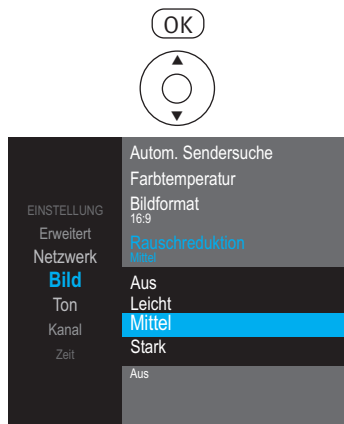 OK
EINSTELLUNG
Erweitert
Netzwerk
Bild
Ton
Kanal
Zeit
Autom. Sendersuche
Farbtemperatur
Bildformat
16:9
Rauschreduktion
Mittel
Aus
Leicht
Mittel
Stark
Aus